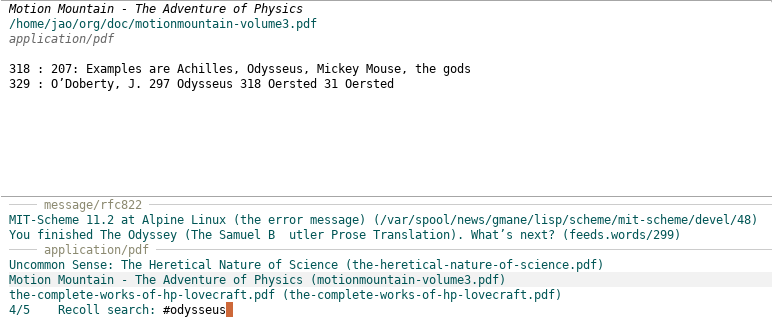 Motion Mountain - The Adventure of Physics
/home/jao/org/doc/motionmountain-volume3.pdf
application/pdf
318 : 207: Examples are Achilles, Odysseus, Mickey Mouse, the gods
329 : O’Doberty, J. 297 Odysseus 318 Oersted 31 Oersted
message/rfc822
MIT-Scheme 11.2 at Alpine Linux (the error message) (/var/spool/news/gmane/lisp/scheme/mit-scheme/devel/48)
You finished The Odyssey (The Samuel B  utler Prose Translation). What’s next? (feeds.words/299)
application/pdf
Uncommon Sense: The Heretical Nature of Science (the-heretical-nature-of-science.pdf)
Motion Mountain - The Adventure of Physics (motionmountain-volume3.pdf)
the-complete-works-of-hp-lovecraft.pdf (the-complete-works-of-hp-lovecraft.pdf)
4/5    Recoll search: #odysseus